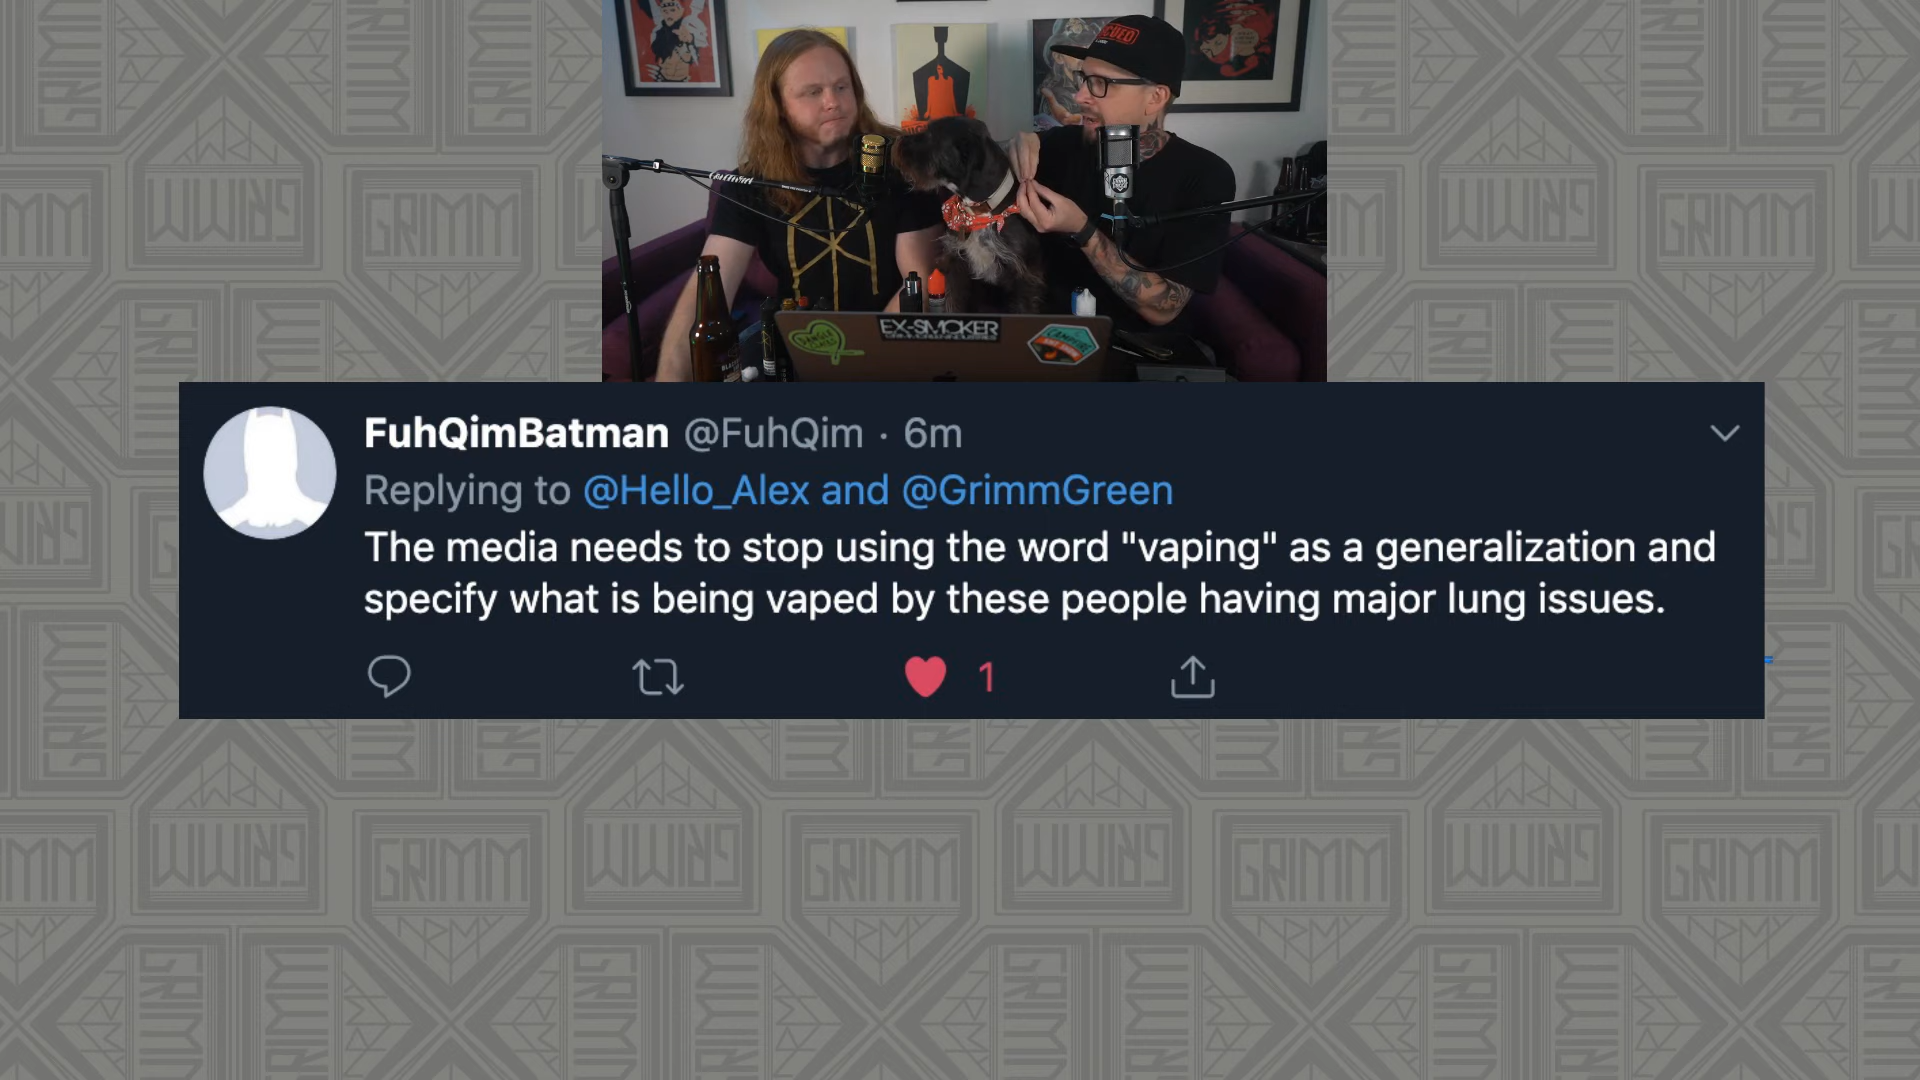 EX-SMOKER
FuhQimBatman @FuhQim · 6m
Replying to @Hello_Alex and @GrimmGreen
The media needs to stop using the word "vaping" as a generalization and
specify what is being vaped by these people having major lung issues.
1
GRIMM